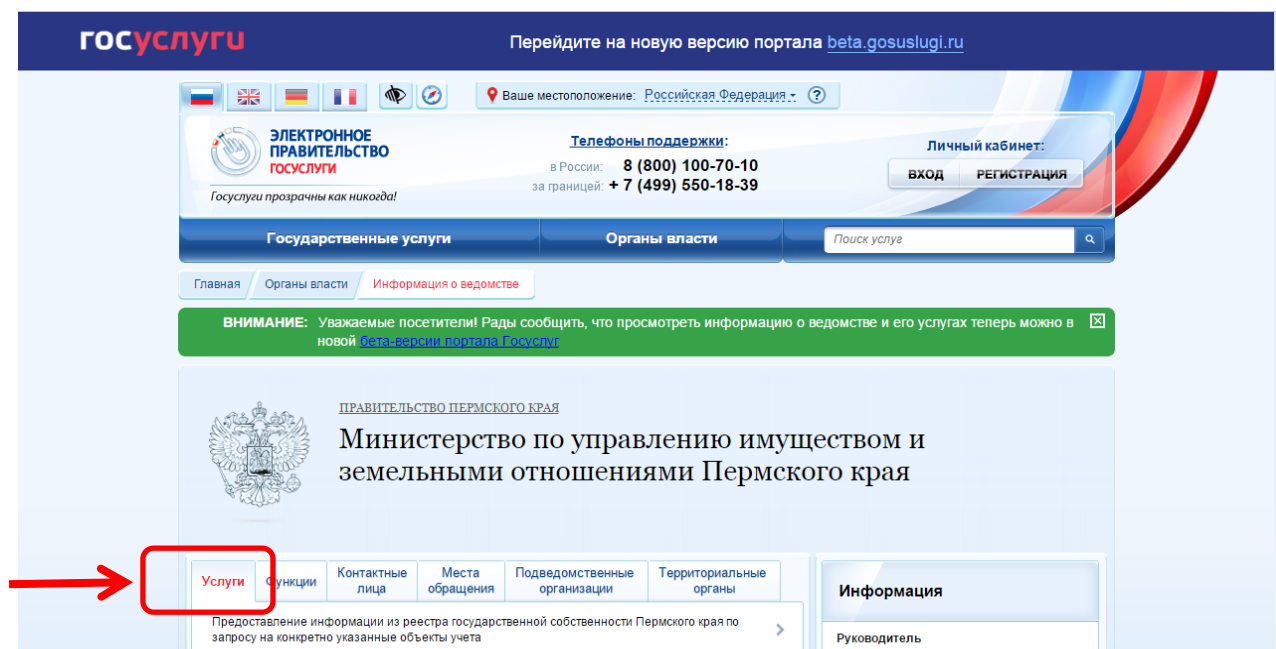 госуслуги
Перейдите на новую версию портала beta.gosuslugi.ru
Ваше местоположение: Российская Федерация ?
ЭЛЕКТРОННОЕ
ПРАВИТЕЛЬСТВО
ГОСУСЛУГИ
Госуслуги прозрачны как никогда!
Телефоны поддержки:
в России: 8 (800) 100-70-10
за границей: + 7 (499) 550-18-39
Личный кабинет:
ВХОД РЕГИСТРАЦИЯ
Государственные услуги
Органы власти
Поиск услуг
Главная
Органы власти
Информация о ведомстве
ВНИМАНИЕ: Уважаемые посетители! Рады сообщить, что просмотреть информацию о ведомстве и его услугах теперь можно в
новой бета-версии портала Госуслуг
ПРАВИТЕЛЬСТВО ПЕРМСКОГО КРАЯ
Министерство по управлению имуществом и
земельными отношениями Пермского края
Услуги
Функции
Контактные
лица
Места
обращения
Подведомственные
организации
Территориальные
органы
Предоставление информации из реестра государственной собственности Пермского края по
запросу на конкретно указанные объекты учета
Информация
Руководитель